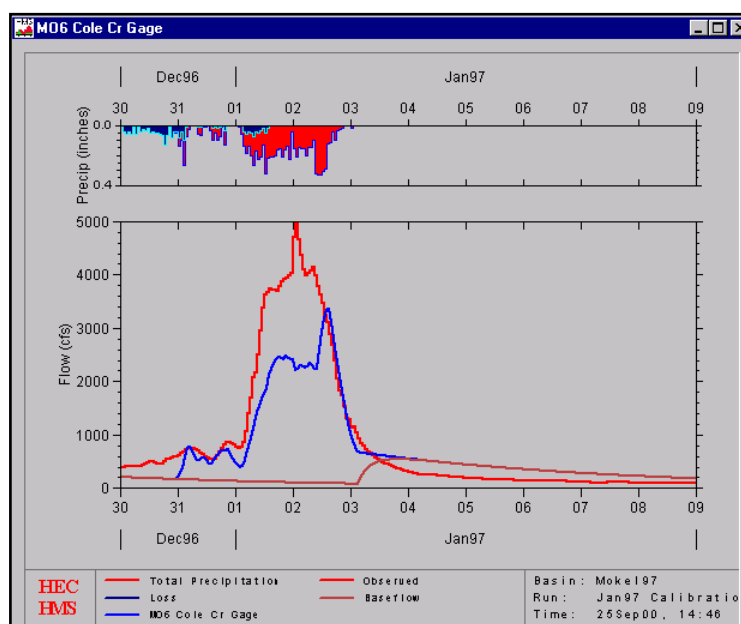 MO6 Cole Cr Gage
Dec96 Jan97
30 31 01 02 03 04 05 06 07 08 09
0.0
Precip (inches)
0.4
5000
4000
3000
Flow (cfs)
2000
1000
0
30 31 01 02 03 04 05 06 07 08 09
Dec96 Jan97
HEC
HMS
Total Precipitation
Observed
Loss
Baseflow
MO6 Cole Cr Gage
Basin: Mokel97
Run: Jan97 Calibratio
Time: 25Sep00, 14:46